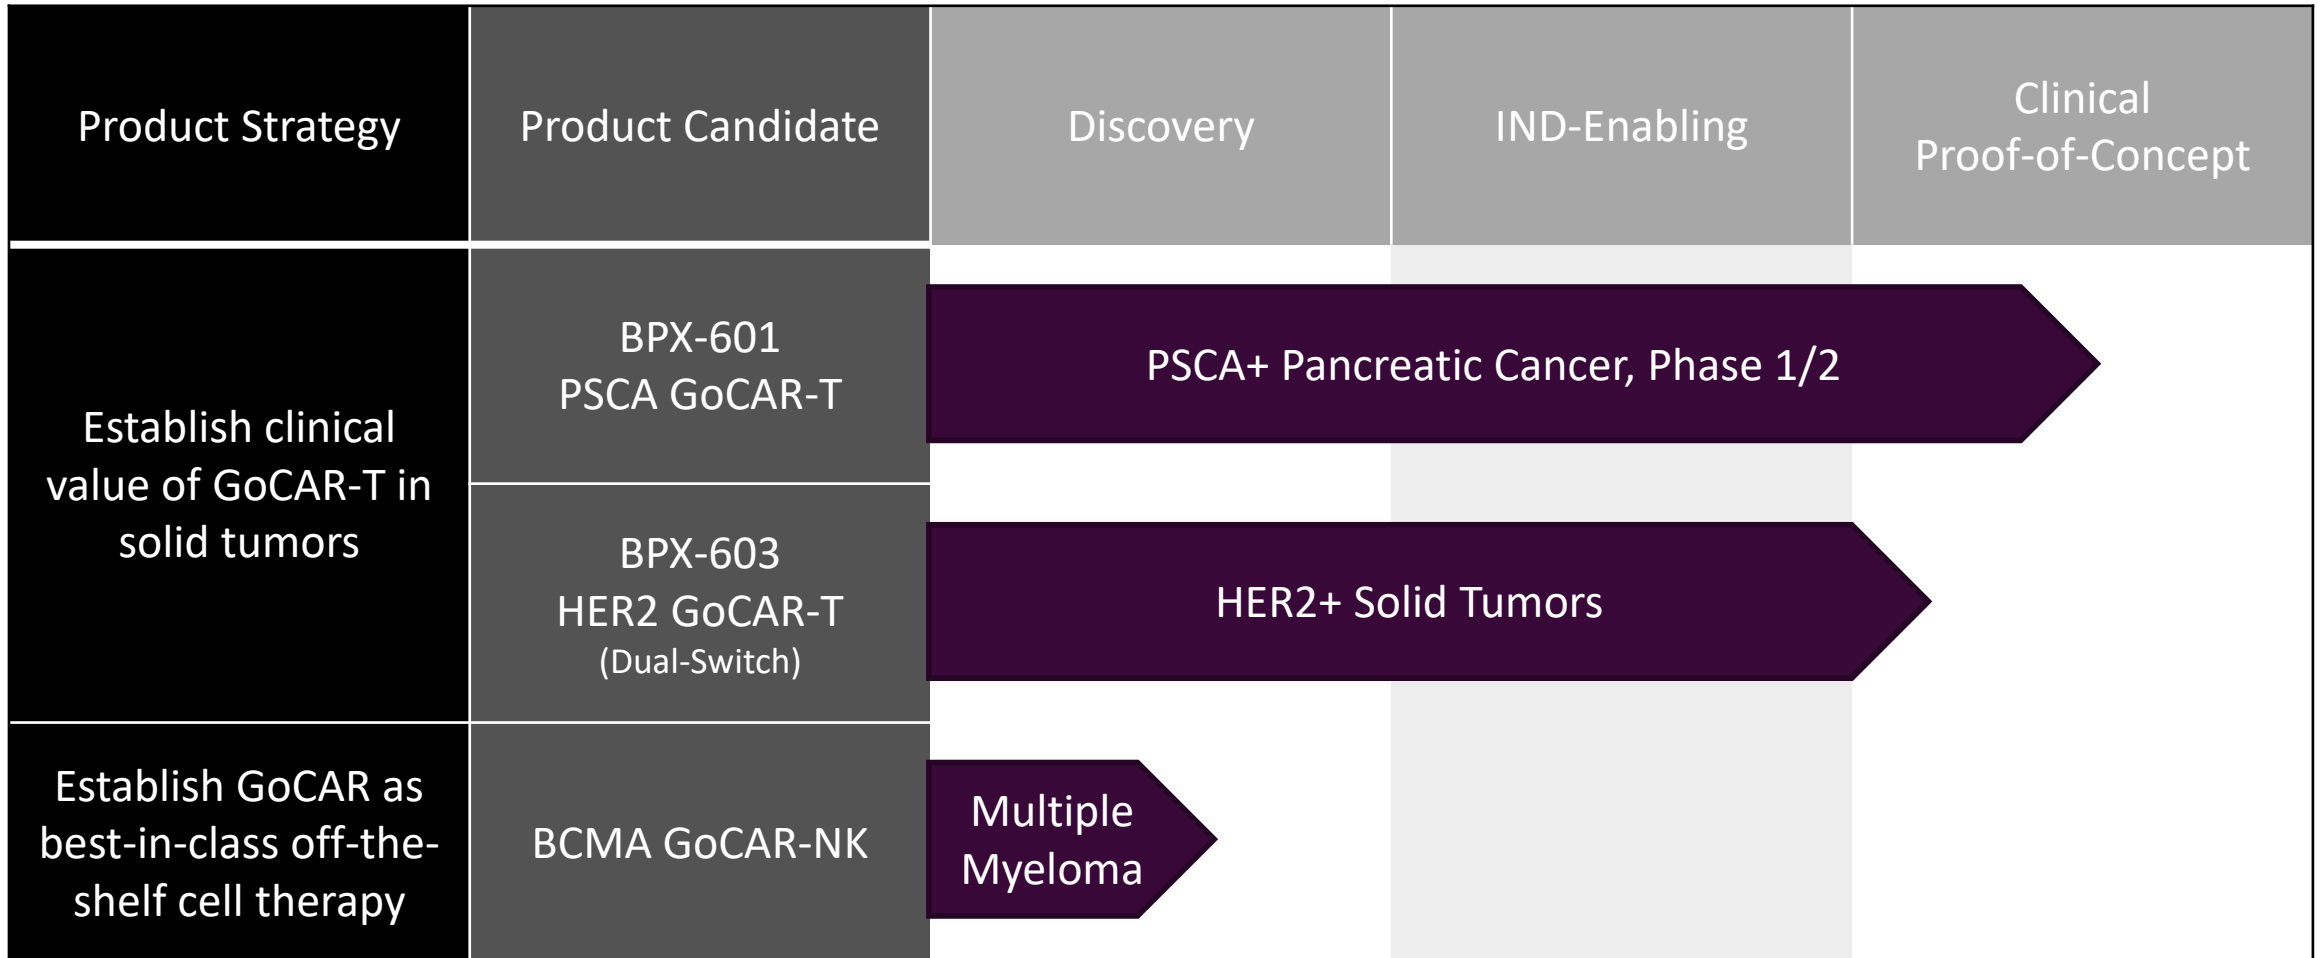 Product Strategy
Product Candidate
Discovery
IND-Enabling
Clinical
Proof-of-Concept
Establish clinical
value of GoCAR-T in
solid tumors
BPX-601
PSCA GoCAR-T
PSCA+ Pancreatic Cancer, Phase 1/2
BPX-603
HER2 GoCAR-T
(Dual-Switch)
HER2+ Solid Tumors
Establish GoCAR as
best-in-class off-the-
shelf cell therapy
BCMA GoCAR-NK
Multiple
Myeloma